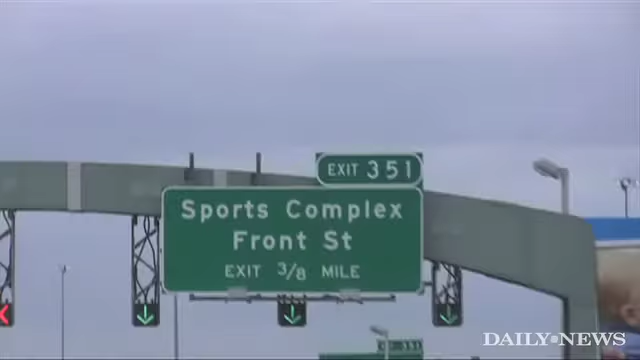 EXIT 351
Sports Complex
Front St
EXIT 3/8 MILE
DAILY NEWS